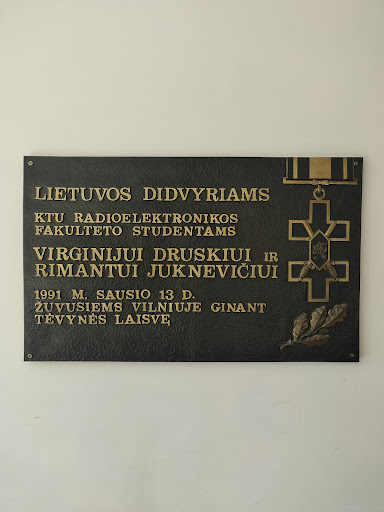 LIETUVOS DIDVYRIAMS
KTU RADIOELEKTRONIKOS
FAKULTETO STUDENTAMS
VIRGINIJUI DRUSKIUI IR
RIMANTUI JUKNEVIČIUI
1991 M. SAUSIO 13 D.
ŽUVUSIEMS VILNIUJE GINANT
TĖVYNĖS LAISVĘ